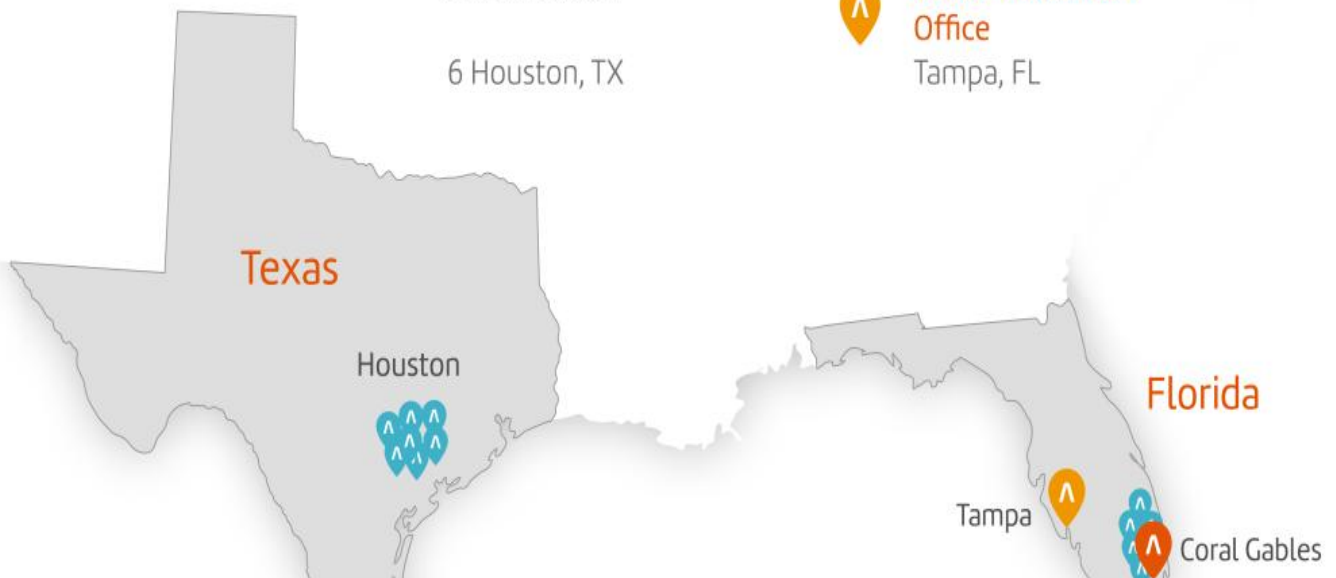 Office
6 Houston, TX
Tampa, FL
Texas
Houston
Florida
Tampa
Coral Gables